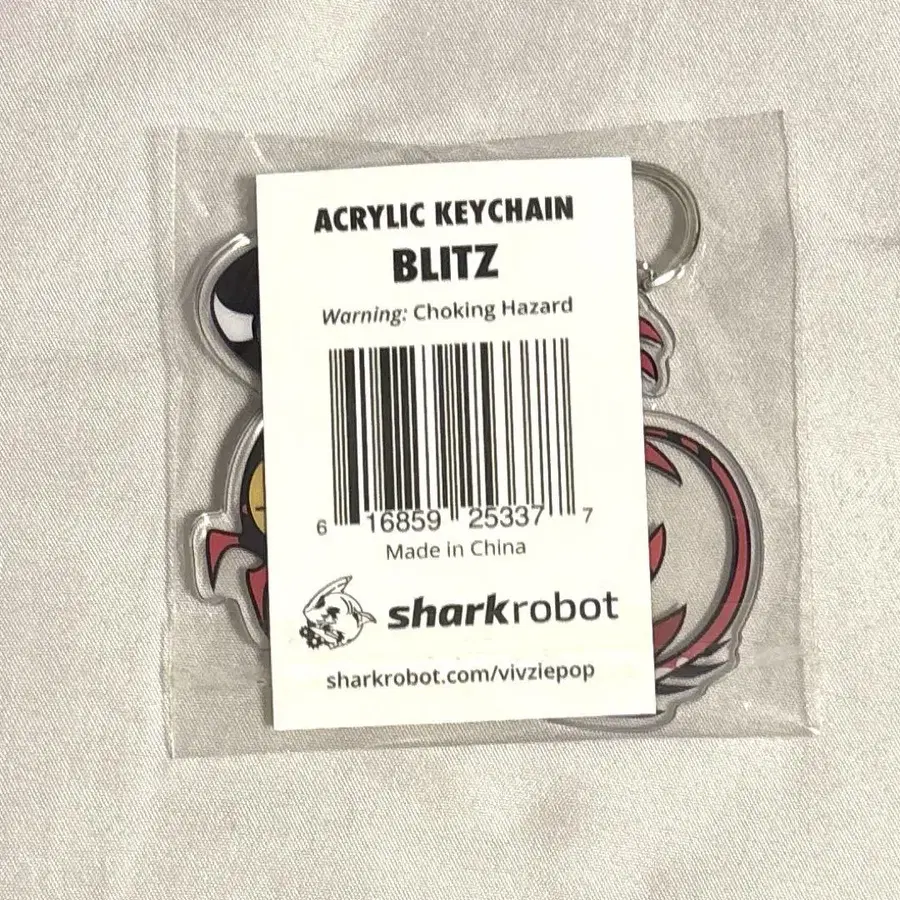 ACRYLIC KEYCHAIN
BLITZ
Warning: Choking Hazard
6 16859 25337 7
Made in China
sharkrobot
sharkrobot.com/vivziepop